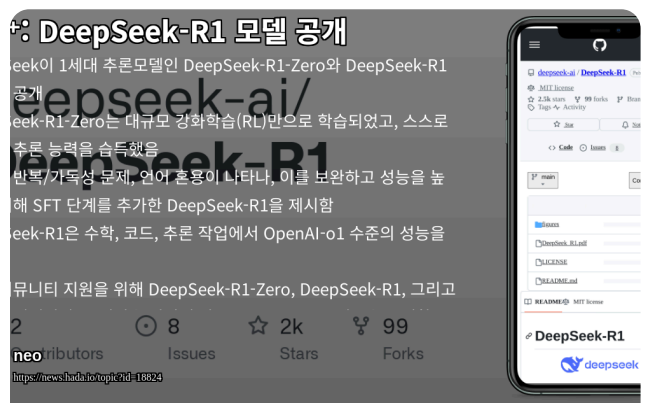 : DeepSeek-R1 모델 공개
Seek이 1세대 추론모델인 DeepSeek-R1-Zero와 DeepSeek-R1
공개
Seek-R1-Zero는 대규모 강화학습(RL)만으로 학습되었고, 스스로
추론 능력을 습득했음
반복/가독성 문제, 언어 혼용이 나타나, 이를 보완하고 성능을 높
해 SFT 단계를 추가한 DeepSeek-R1을 제시함
Seek-R1은 수학, 코드, 추론 작업에서 OpenAI-o1 수준의 성능을
뮤니티 지원을 위해 DeepSeek-R1-Zero, DeepSeek-R1, 그리고
eepseek-ai/
DeepSeek-R1
2
8
2k
99
Contributors
Issues
Stars
Forks
neo
https://news.hada.io/topic?id=18824
deepseek-ai / DeepSeek-R1
MIT license
2.5k stars 99 forks
Tags Activity
Star
Code Issues 8
main
figures
DeepSeek_R1.pdf
LICENSE
README.md
README MIT license
DeepSeek-R1
deepseek